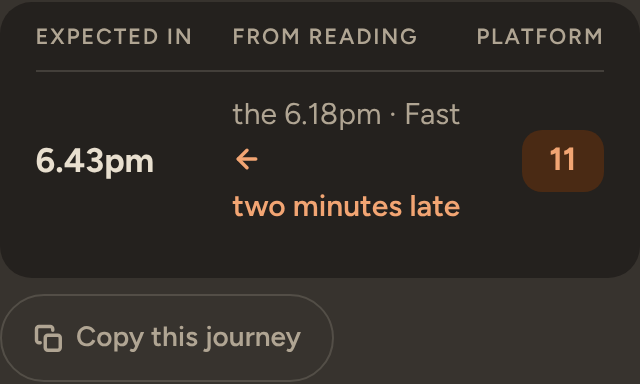 EXPECTED IN FROM READING PLATFORM
the 6.18pm · Fast
6.43pm ← 11
two minutes late
Copy this journey